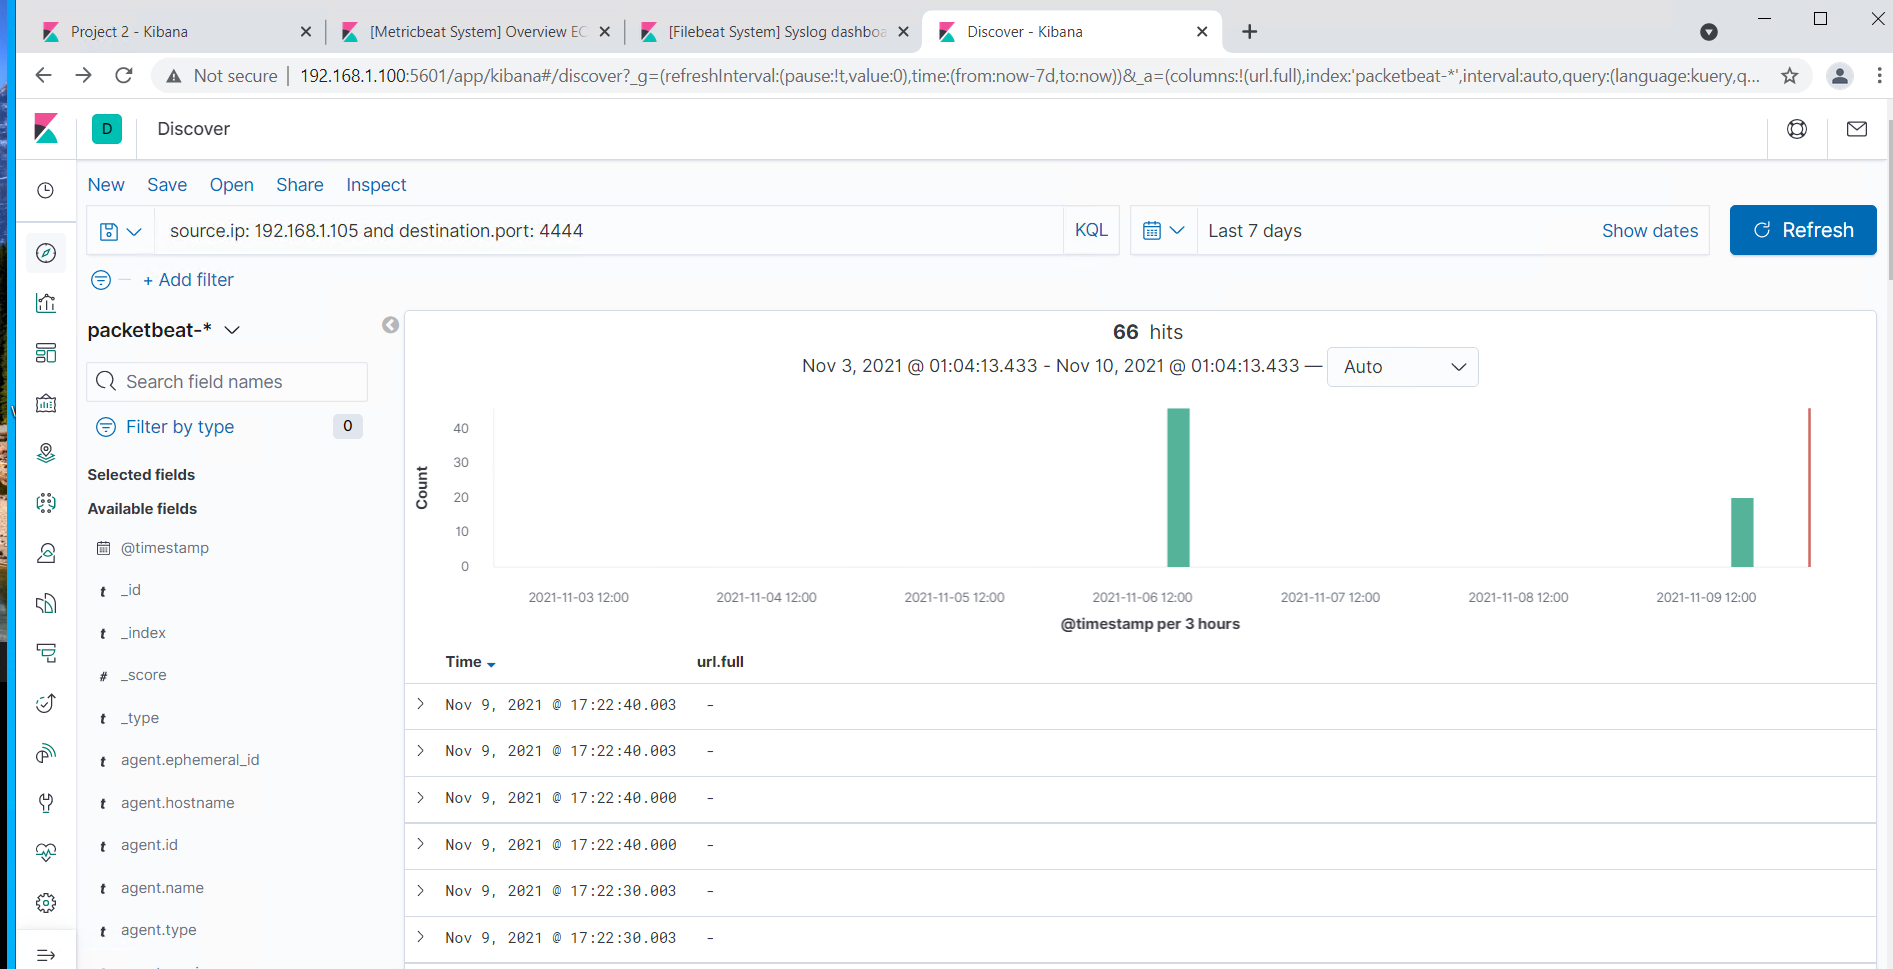 Project 2 - Kibana
[Metricbeat System] Overview EC
[Filebeat System] Syslog dashboa
Discover - Kibana
Not secure
192.168.1.100:5601/app/kibana#/discover?_g=(refreshInterval:(pause:!t,value:0),time:(from:now-7d,to:now))&_a=(columns:!(url.full),index:'packetbeat-*',interval:auto,query:(language:kuery,q...
D
Discover
New Save Open Share Inspect
source.ip: 192.168.1.105 and destination.port: 4444
KQL
Last 7 days
Show dates
Refresh
+ Add filter
packetbeat-*
Search field names
Filter by type 0
Selected fields
Available fields
@timestamp
t _id
t _index
# _score
t _type
t agent.ephemeral_id
t agent.hostname
t agent.id
t agent.name
t agent.type
66 hits
Nov 3, 2021 @ 01:04:13.433 - Nov 10, 2021 @ 01:04:13.433 — Auto
Count
40
30
20
10
0
2021-11-03 12:00 2021-11-04 12:00 2021-11-05 12:00 2021-11-06 12:00 2021-11-07 12:00 2021-11-08 12:00 2021-11-09 12:00
@timestamp per 3 hours
Time url.full
Nov 9, 2021 @ 17:22:40.003 -
Nov 9, 2021 @ 17:22:40.003 -
Nov 9, 2021 @ 17:22:40.000 -
Nov 9, 2021 @ 17:22:40.000 -
Nov 9, 2021 @ 17:22:30.003 -
Nov 9, 2021 @ 17:22:30.003 -